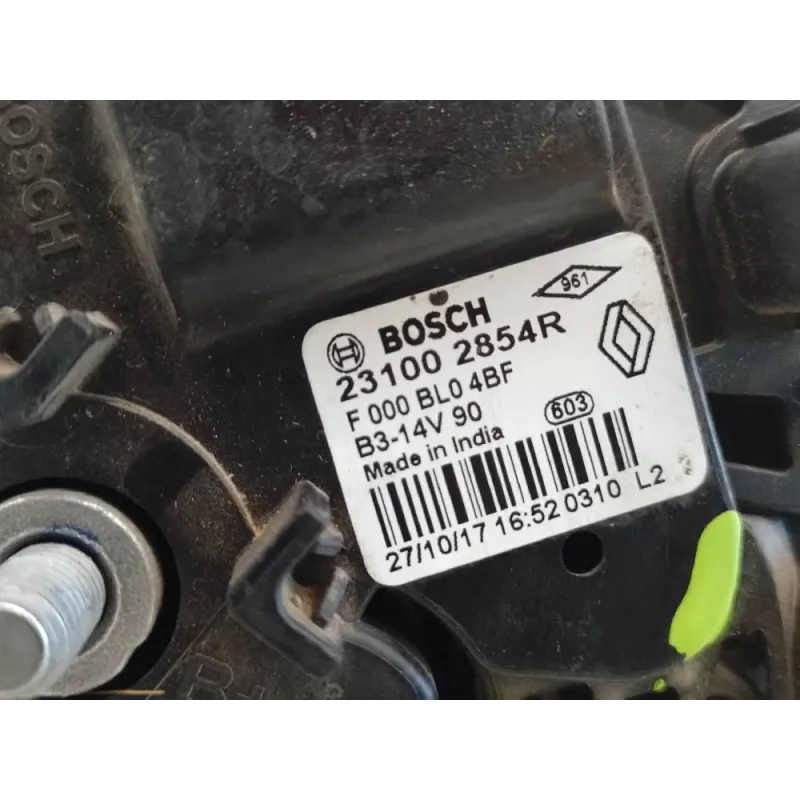 BOSCH
961
BOSCH
23100 2854R
F 000 BL0 4BF
B3-14V 90
603
Made in India
27/10/17 16:52 0310 L2
B+